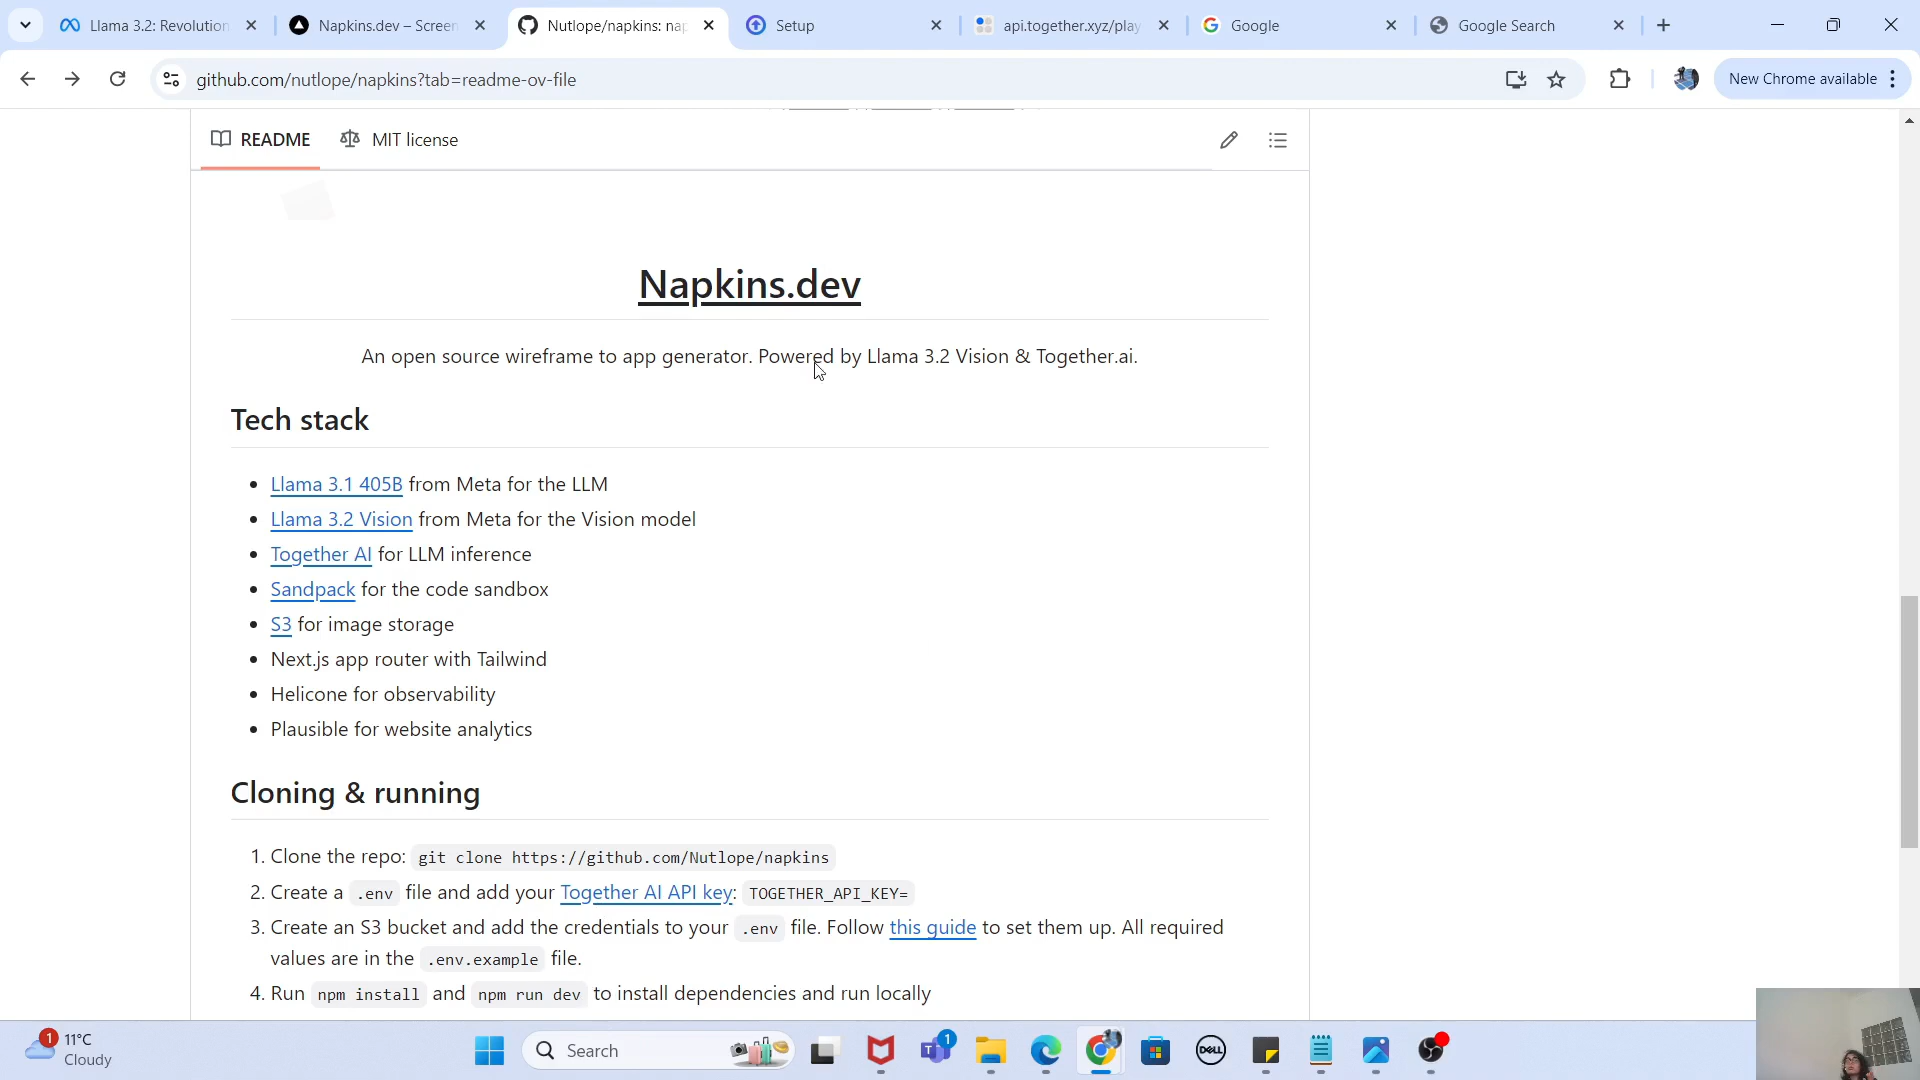 Llama 3.2: Revolution
Napkins.dev – Screen
Nutlope/napkins: nap
Setup
api.together.xyz/play
Google
Google Search
github.com/nutlope/napkins?tab=readme-ov-file
New Chrome available
README
MIT license
Napkins.dev
An open source wireframe to app generator. Powered by Llama 3.2 Vision & Together.ai.
Tech stack
Llama 3.1 405B from Meta for the LLM
Llama 3.2 Vision from Meta for the Vision model
Together AI for LLM inference
Sandpack for the code sandbox
S3 for image storage
Next.js app router with Tailwind
Helicone for observability
Plausible for website analytics
Cloning & running
1. Clone the repo: git clone https://github.com/Nutlope/napkins
2. Create a .env file and add your Together AI API key: TOGETHER_API_KEY=
3. Create an S3 bucket and add the credentials to your .env file. Follow this guide to set them up. All required
values are in the .env.example file.
4. Run npm install and npm run dev to install dependencies and run locally
1
11°C
Cloudy
Search
1
DELL